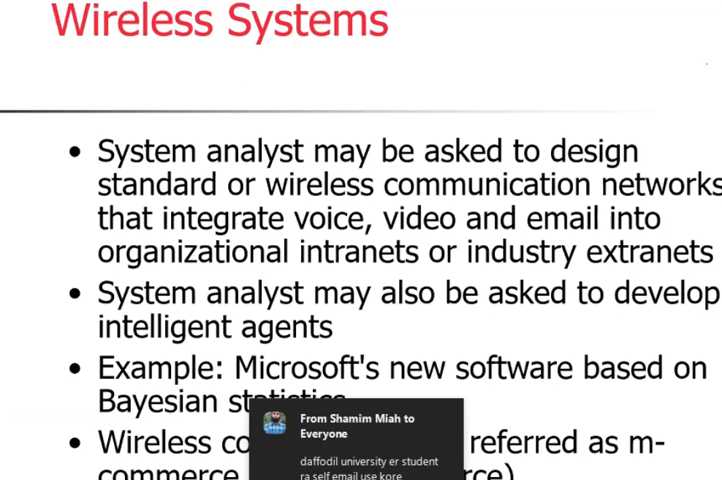 Wireless Systems
• System analyst may be asked to design
standard or wireless communication networks
that integrate voice, video and email into
organizational intranets or industry extranets
• System analyst may also be asked to develop
intelligent agents
• Example: Microsoft's new software based on
Bayesian statistics
• Wireless co referred as m-
commerce rce)
From Shamim Miah to
Everyone
daffodil university er student
ra self email use kore